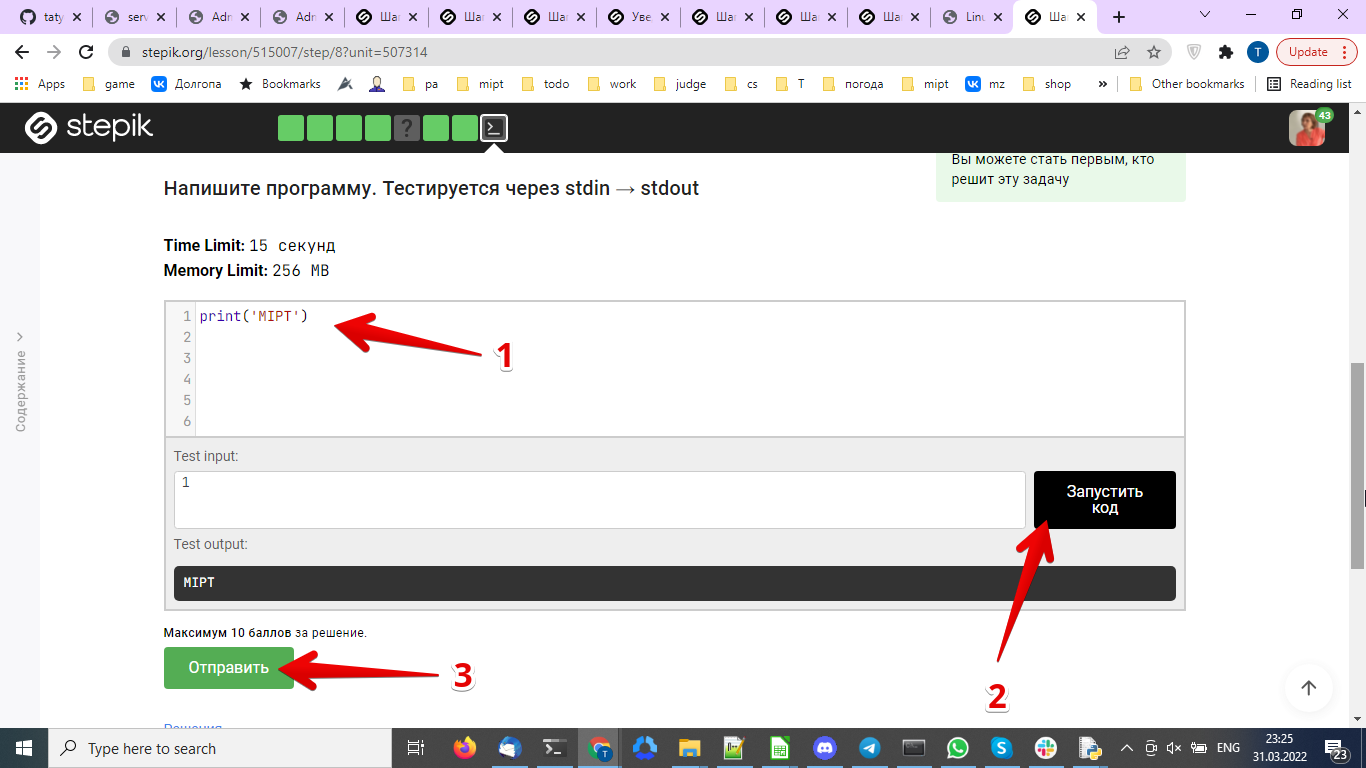 taty
serv
Adm
Adm
Ша
Ша
Ша
Уве
Ша
Ша
Ша
Linu
Ша
stepik.org/lesson/515007/step/8?unit=507314
T
Update
Apps
game
Долгопа
Bookmarks
pa
mipt
todo
work
judge
cs
T
погода
mipt
mz
shop
»
Other bookmarks
Reading list
stepik
?
43
Вы можете стать первым, кто
решит эту задачу
Напишите программу. Тестируется через stdin → stdout
Time Limit: 15 секунд
Memory Limit: 256 MB
1 print('MIPT')
2
3
4
5
6
1
Содержание
Test input:
1
Запустить
код
Test output:
MIPT
Максимум 10 баллов за решение.
Отправить
3
2
Решения
Type here to search
ENG
23:25
31.03.2022
23